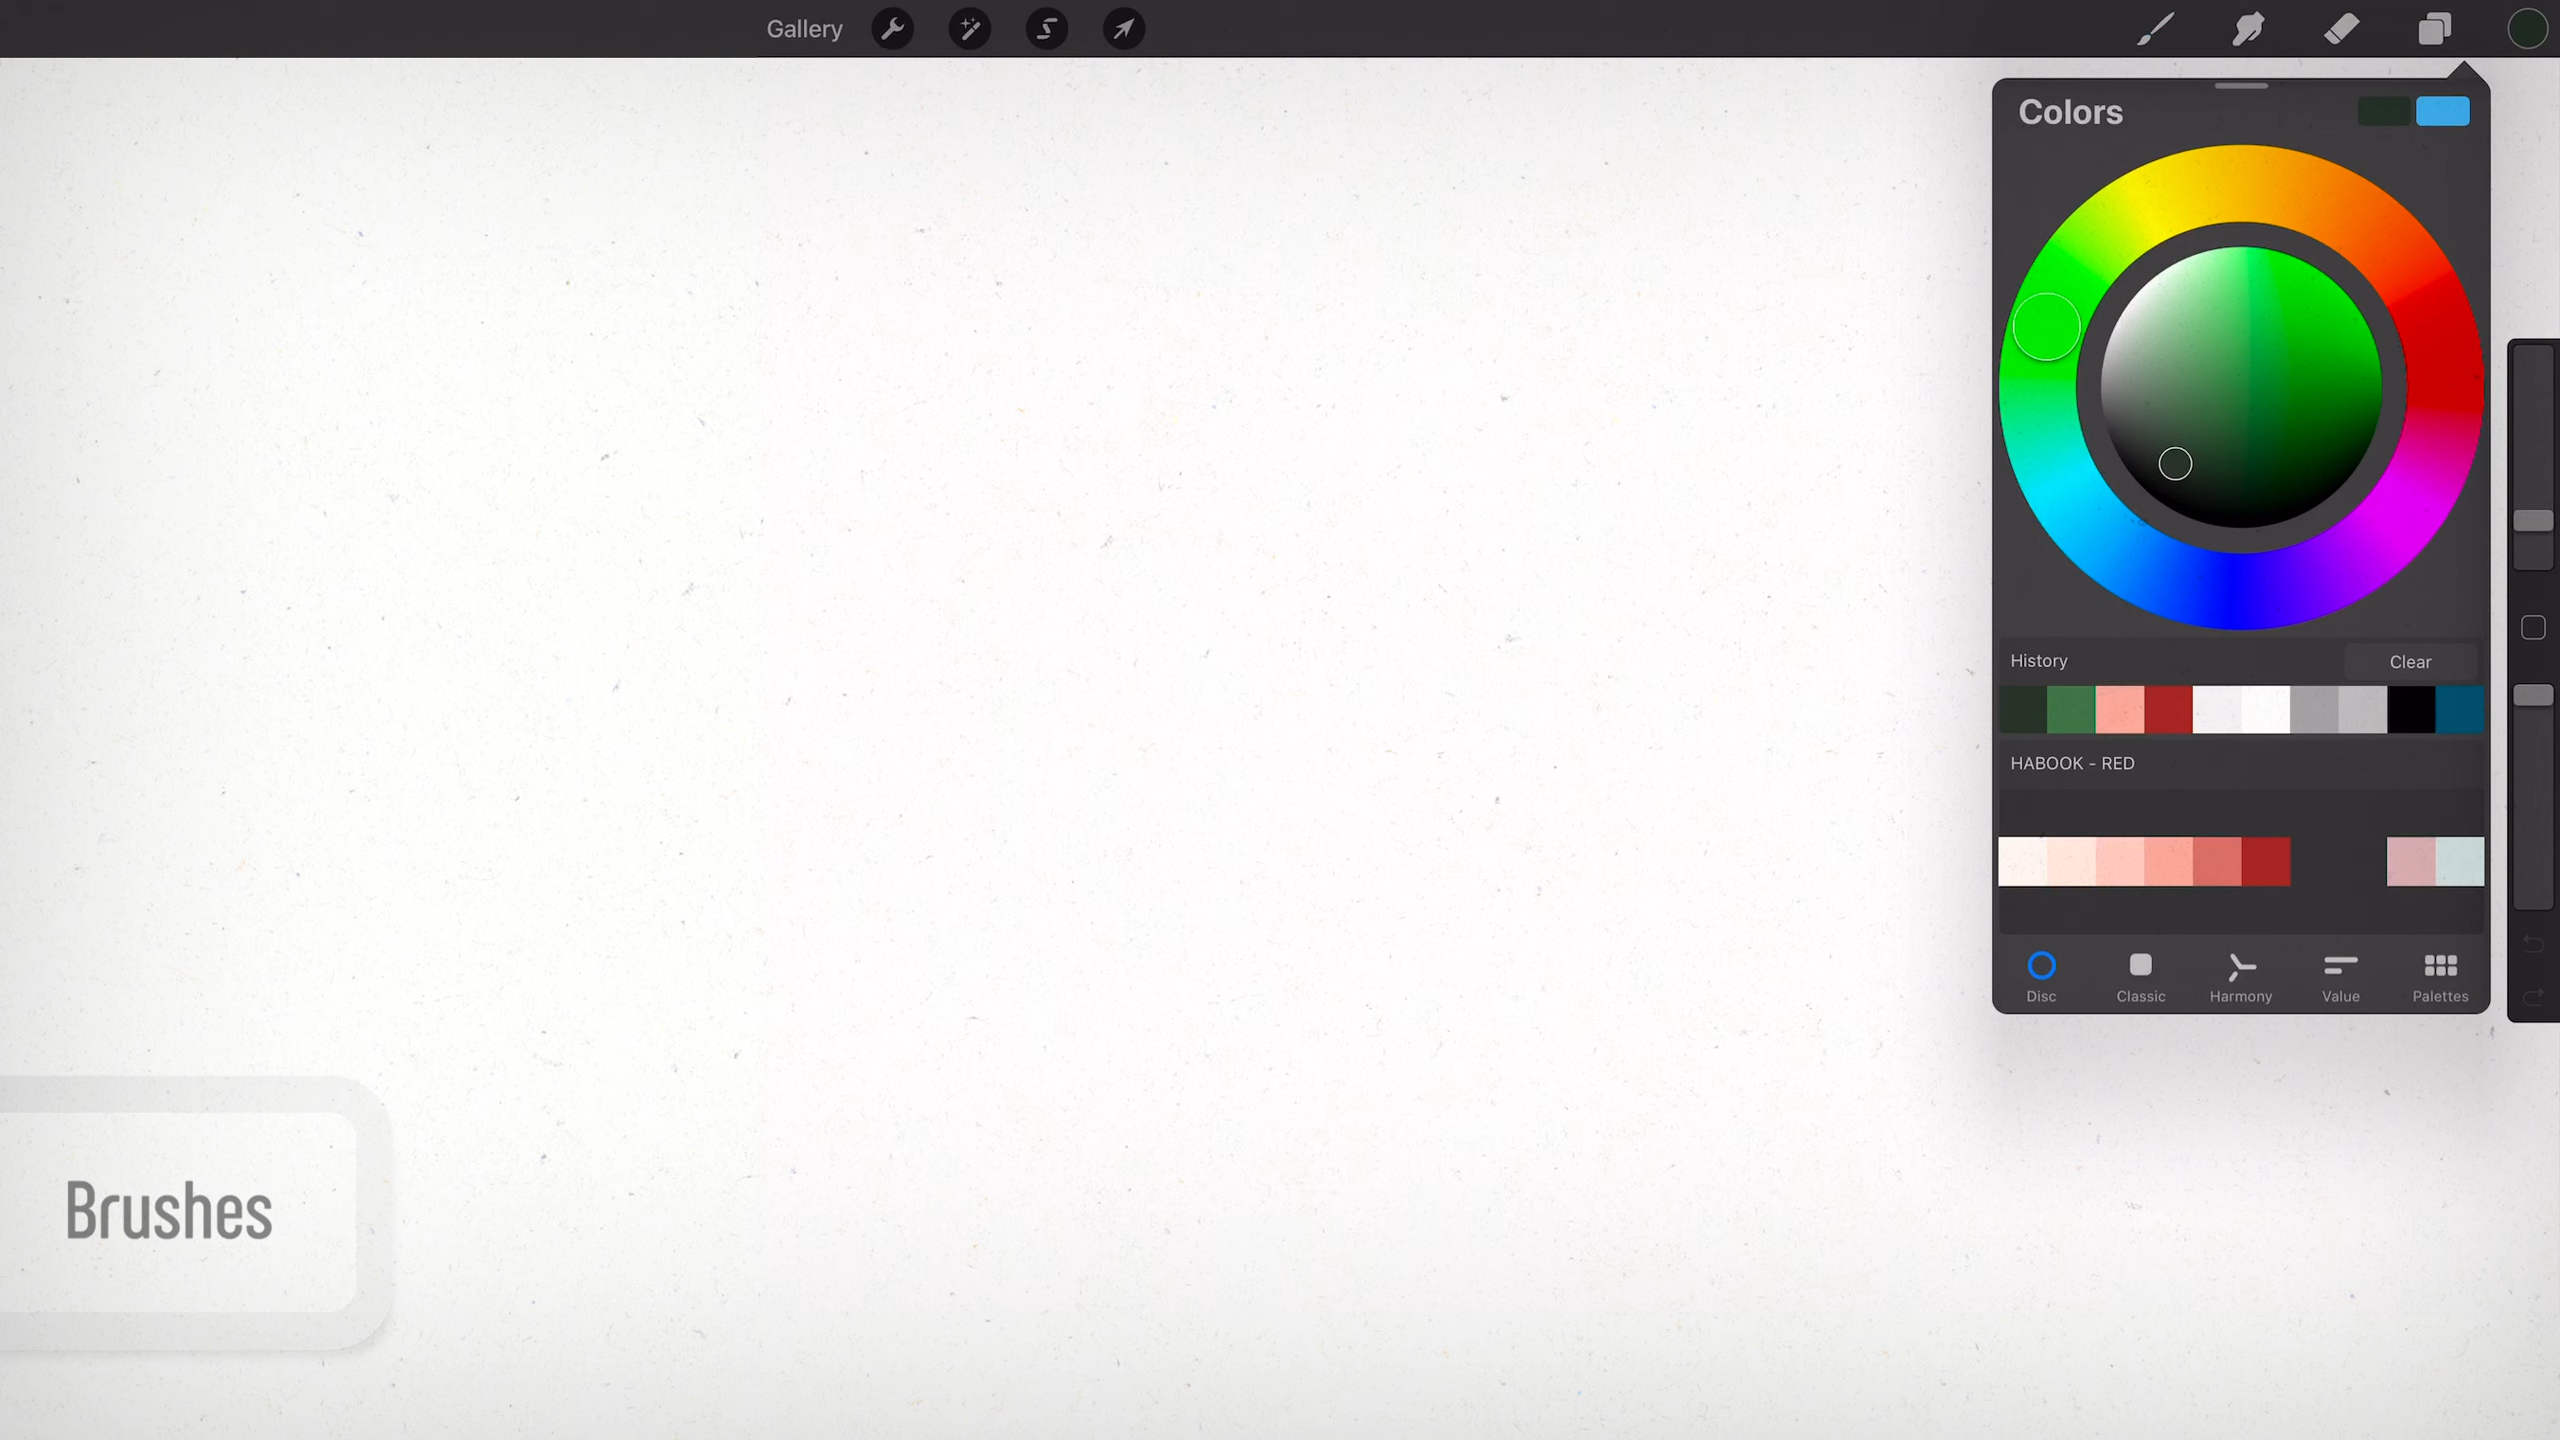 Gallery
Colors
History
Clear
HABOOK - RED
Disc
Classic
Harmony
Value
Palettes
Brushes